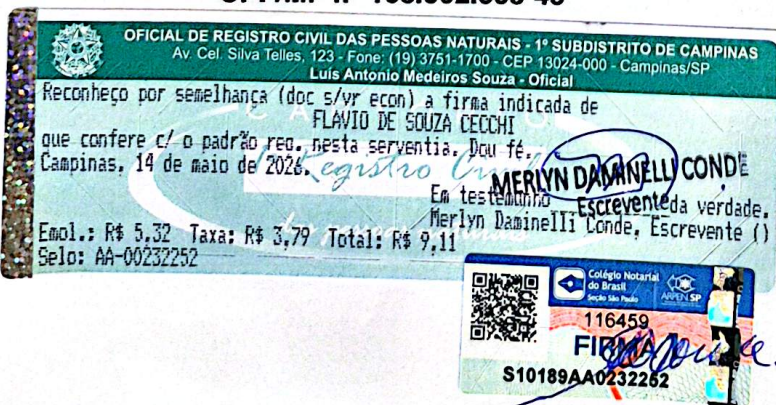 OFICIAL DE REGISTRO CIVIL DAS PESSOAS NATURAIS - 1º SUBDISTRITO DE CAMPINAS
Av. Cel. Silva Telles, 123 - Fone: (19) 3751-1700 - CEP 13024-000 - Campinas/SP
Luís Antonio Medeiros Souza - Oficial
Reconheço por semelhança (doc s/vr econ) a firma indicada de
FLAVIO DE SOUZA CECCHI
que confere c/ o padrão reg. nesta serventia. Dou fé.
Campinas, 14 de maio de 2026.
Registro Civil
MERLYN DAMINELLI CONDE
Escrevente
Em testemunho da verdade.
Merlyn Daminelli Conde, Escrevente ()
Emol.: R$ 5,32 Taxa: R$ 3,79 Total: R$ 9,11
Selo: AA-00232252
Colégio Notarial
do Brasil
Seção São Paulo
ARPEN SP
116459
FIRMA 1
S10189AA0232252